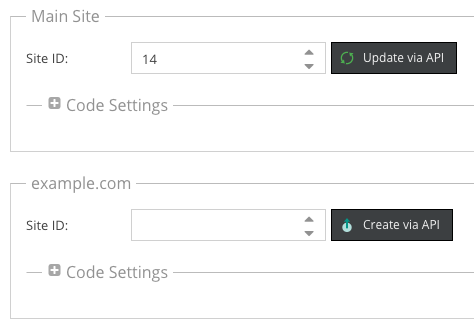 Main Site
Site ID: 14 Update via API
Code Settings
example.com
Site ID: Create via API
Code Settings